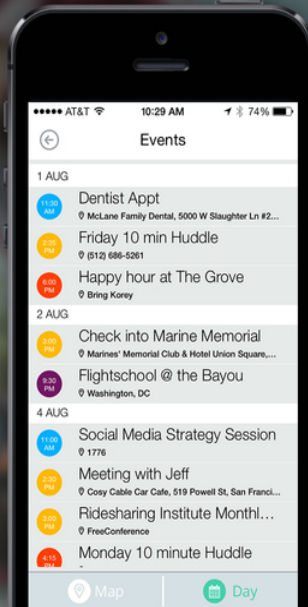 AT&T 10:29 AM 74%
Events
1 AUG
11:30 AM
Dentist Appt
McLane Family Dental, 5000 W Slaughter Ln #2...
2:35 PM
Friday 10 min Huddle
(512) 686-5261
6:00 PM
Happy hour at The Grove
Bring Korey
2 AUG
3:00 PM
Check into Marine Memorial
Marines' Memorial Club & Hotel Union Square,...
9:30 PM
Flightschool @ the Bayou
Washington, DC
4 AUG
11:00 AM
Social Media Strategy Session
1776
2:30 PM
Meeting with Jeff
Cosy Cable Car Cafe, 519 Powell St, San Franci...
3:00 PM
Ridesharing Institute Monthl...
FreeConference
4:15 PM
Monday 10 minute Huddle
Map
Day